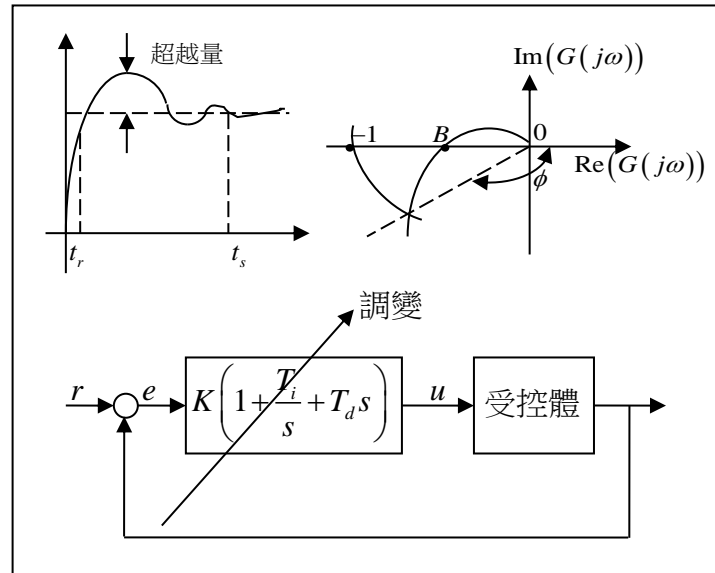 超越量
t_r
t_s
Im(G(jω))
−1
B
0
Re(G(jω))
ϕ
調變
r
e
K(1+T_i/s+T_d s)
u
受控體